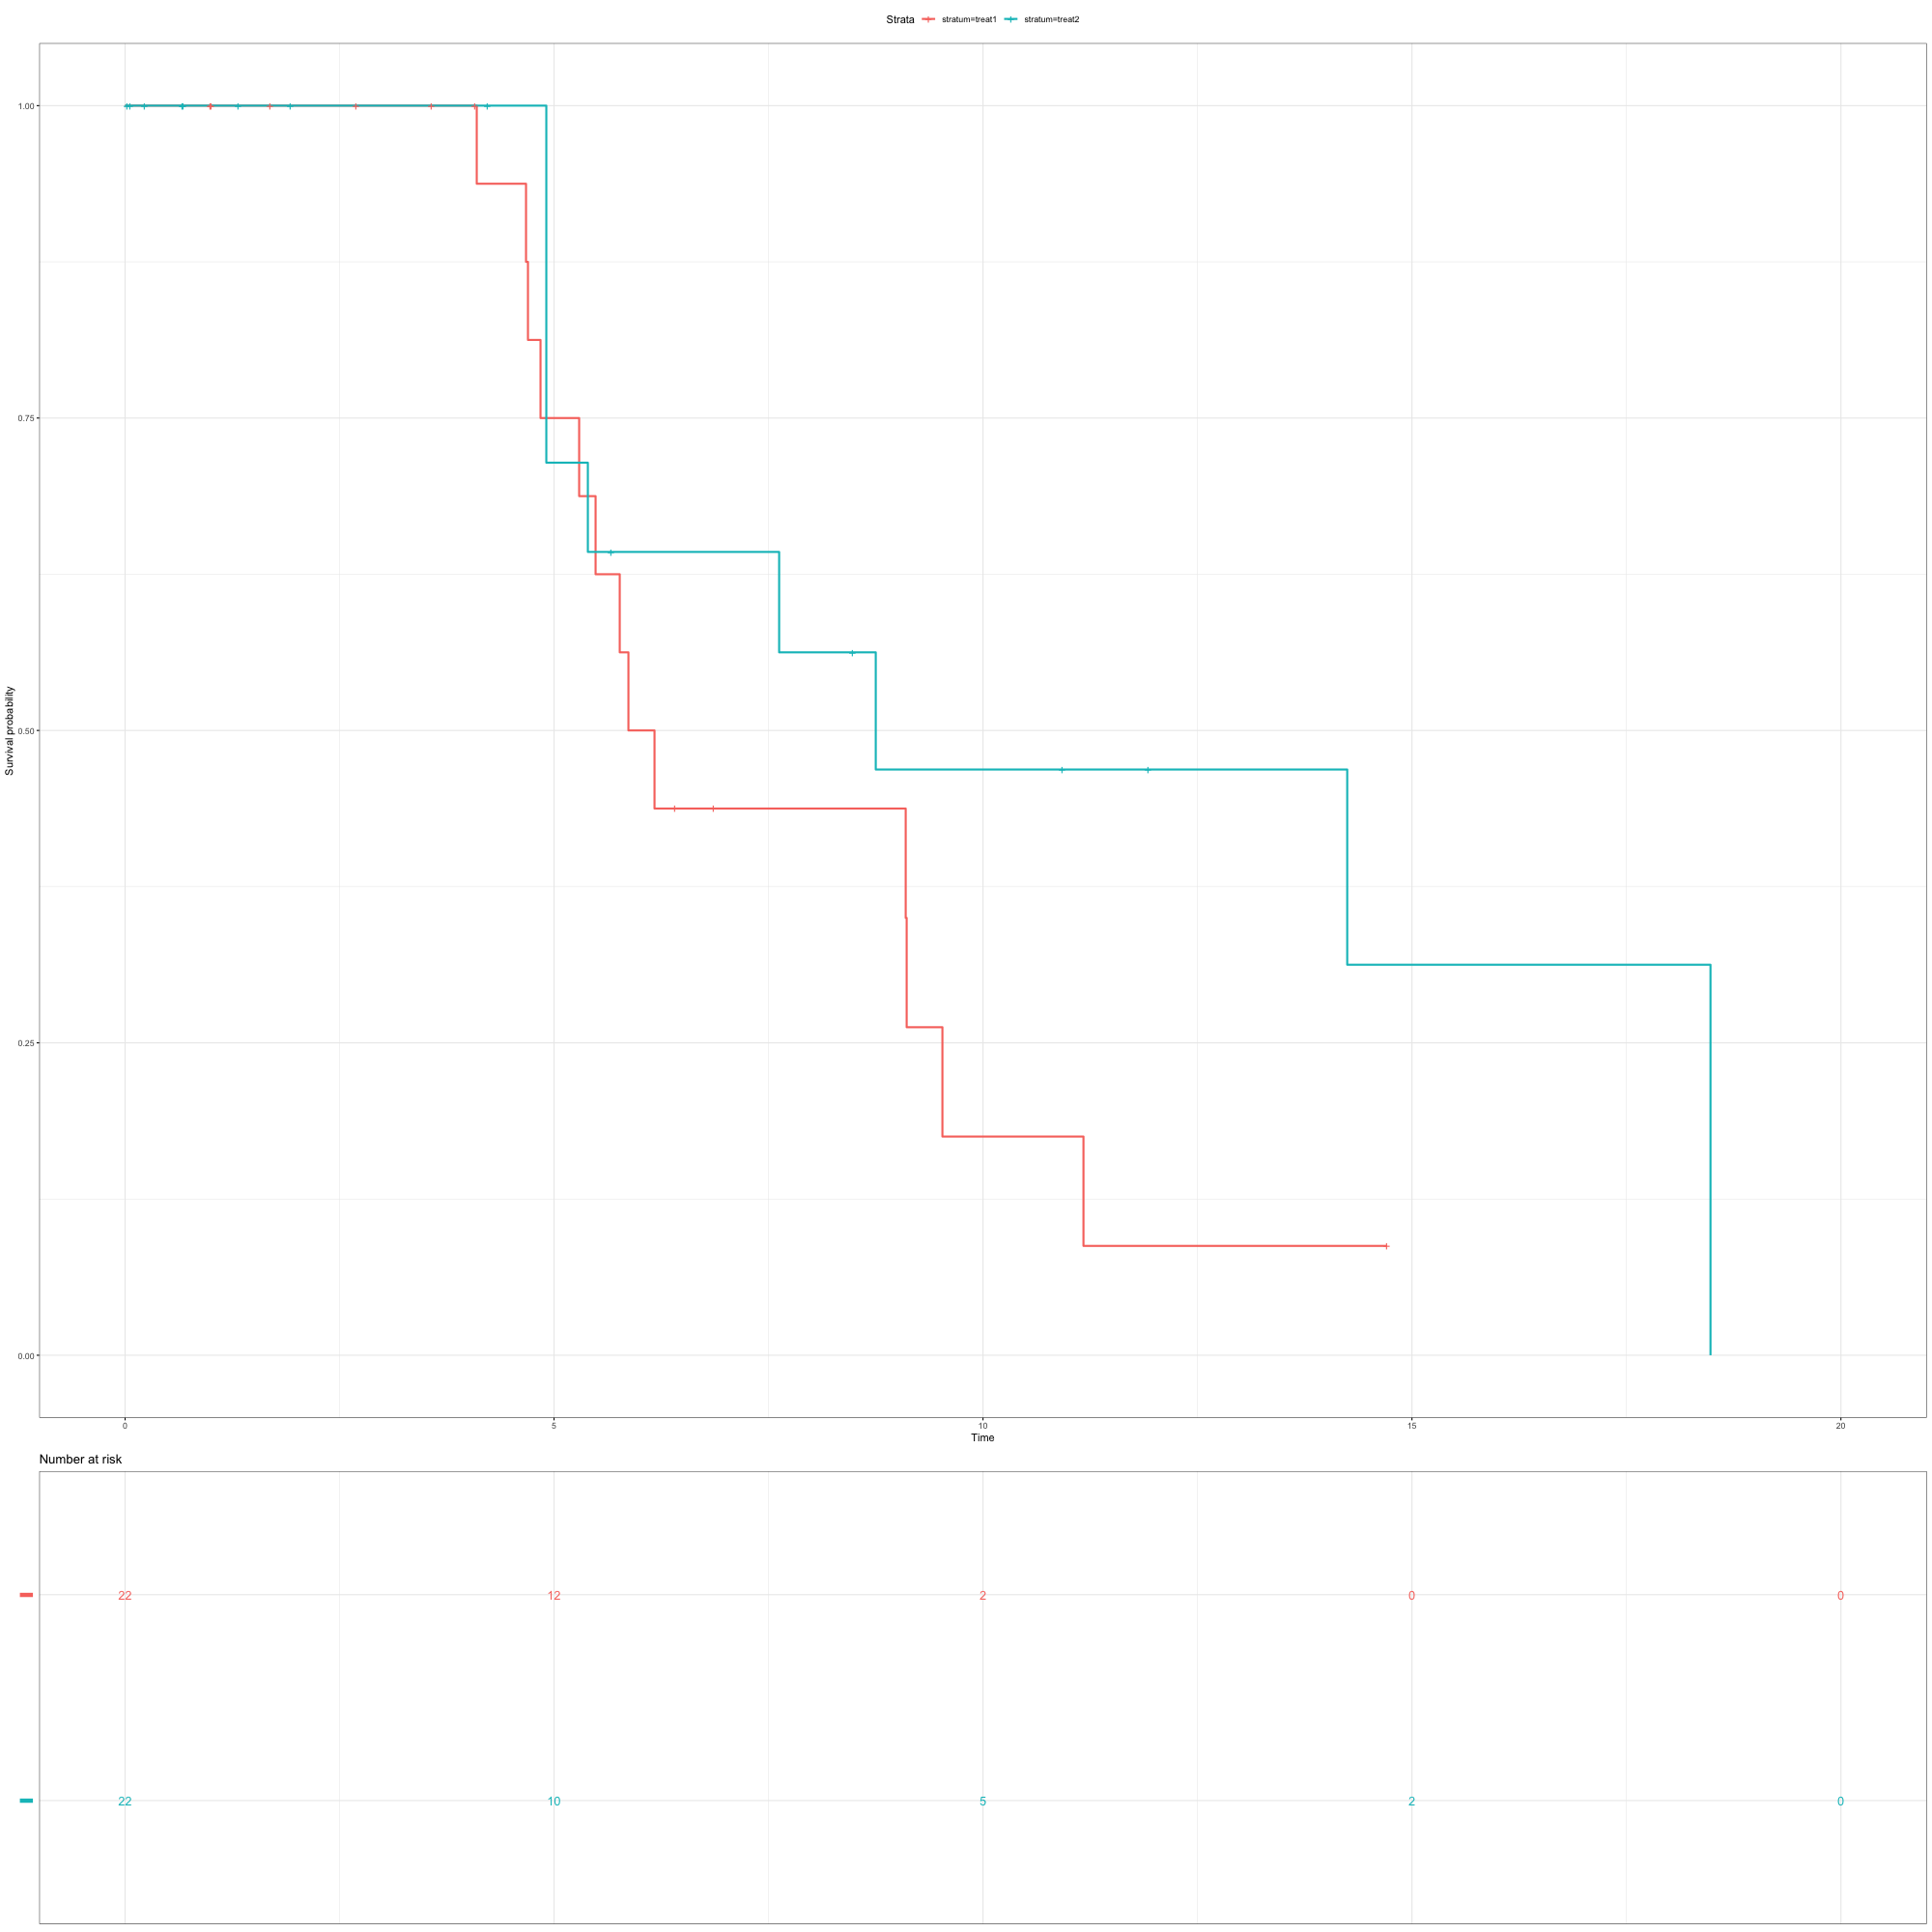 Strata stratum=treat1 stratum=treat2
1.00
0.75
0.50
0.25
0.00
Survival probability
0 5 10 15 20
Time
Number at risk
22 12 2 0 0
22 10 5 2 0